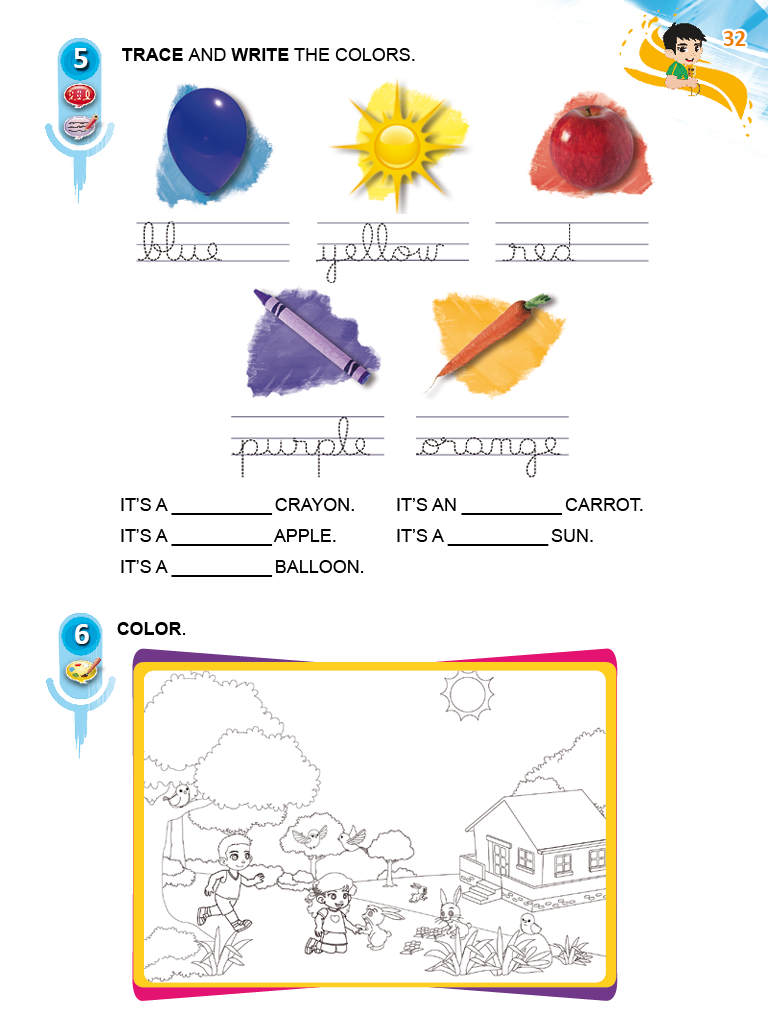 32
5
TRACE AND WRITE THE COLORS.
blue yellow red
purple orange
IT'S A __________ CRAYON. IT'S AN __________ CARROT.
IT'S A __________ APPLE. IT'S A __________ SUN.
IT'S A __________ BALLOON.
6
COLOR.